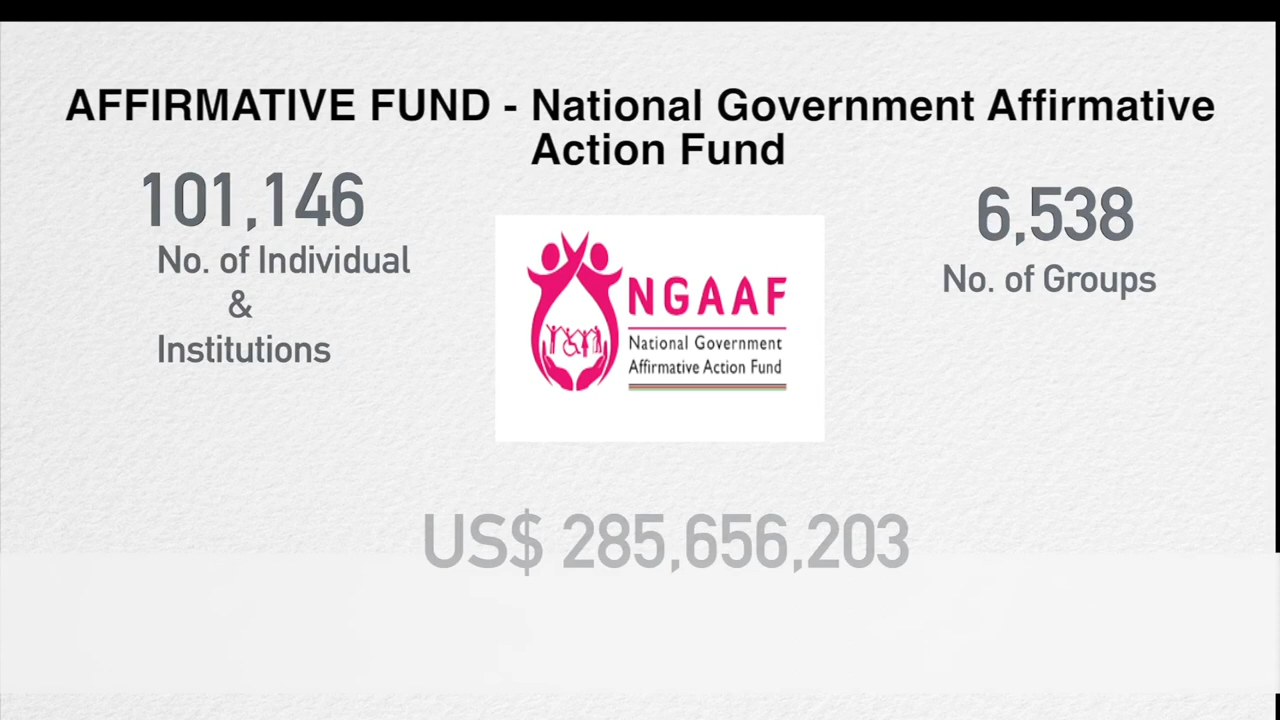 AFFIRMATIVE FUND - National Government Affirmative
Action Fund
101,146
No. of Individual
&
Institutions
NGAAF
National Government
Affirmative Action Fund
6,538
No. of Groups
US$ 285,656,203